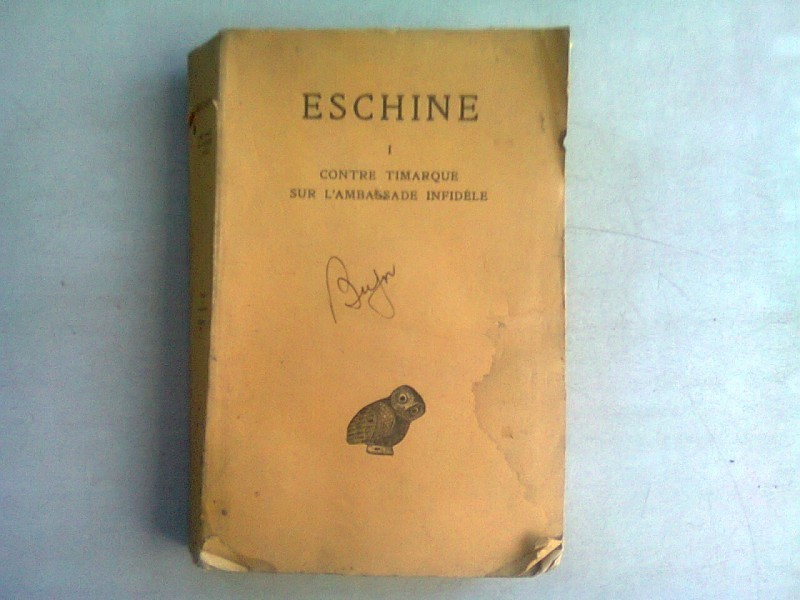 ESCHINE
I
CONTRE TIMARQUE
SUR L'AMBASSADE INFIDÈLE